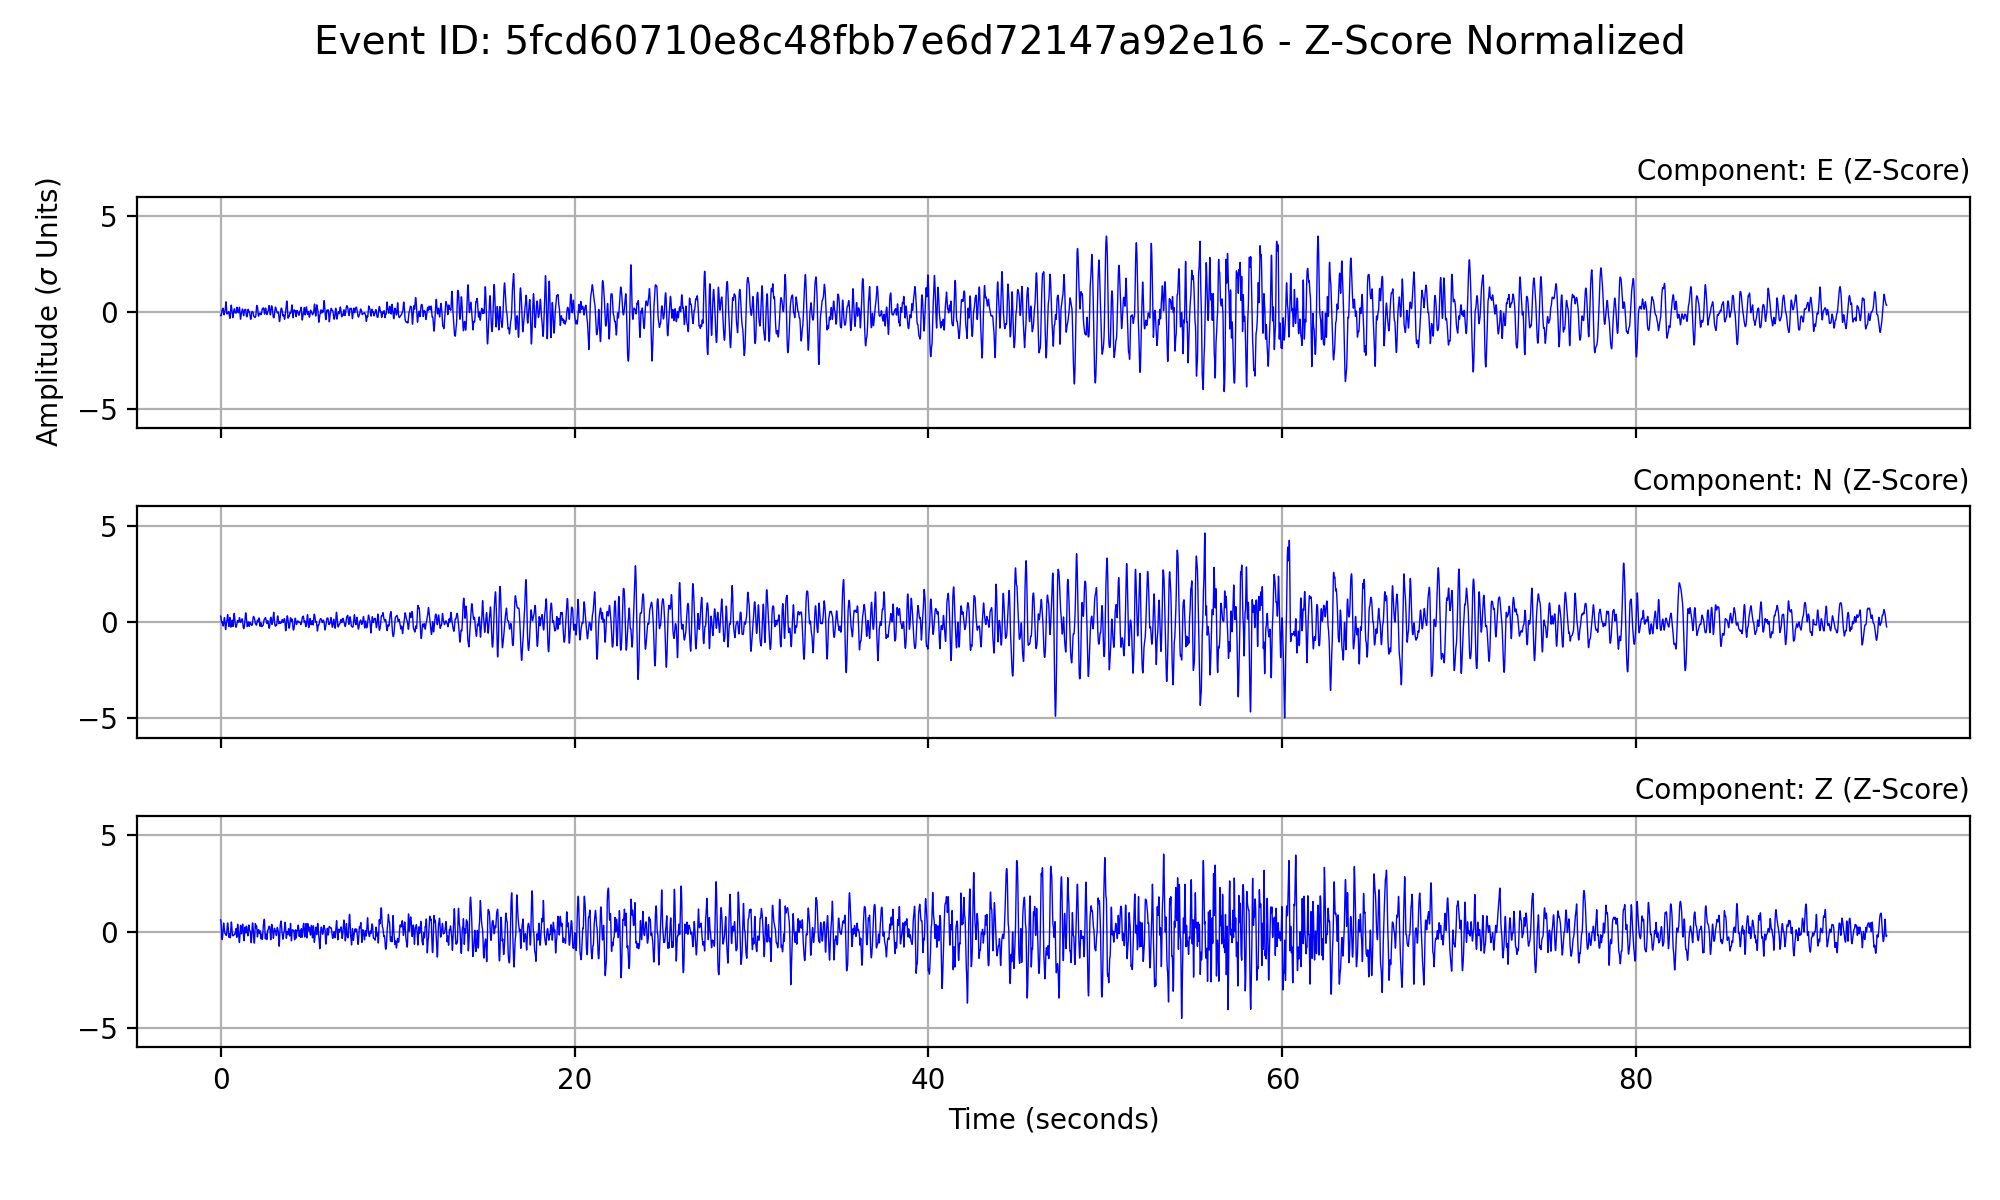 Event ID: 5fcd60710e8c48fbb7e6d72147a92e16 - Z-Score Normalized
Component: E (Z-Score)
Amplitude (σ Units)
5
0
−5
Component: N (Z-Score)
5
0
−5
Component: Z (Z-Score)
5
0
−5
0 20 40 60 80
Time (seconds)